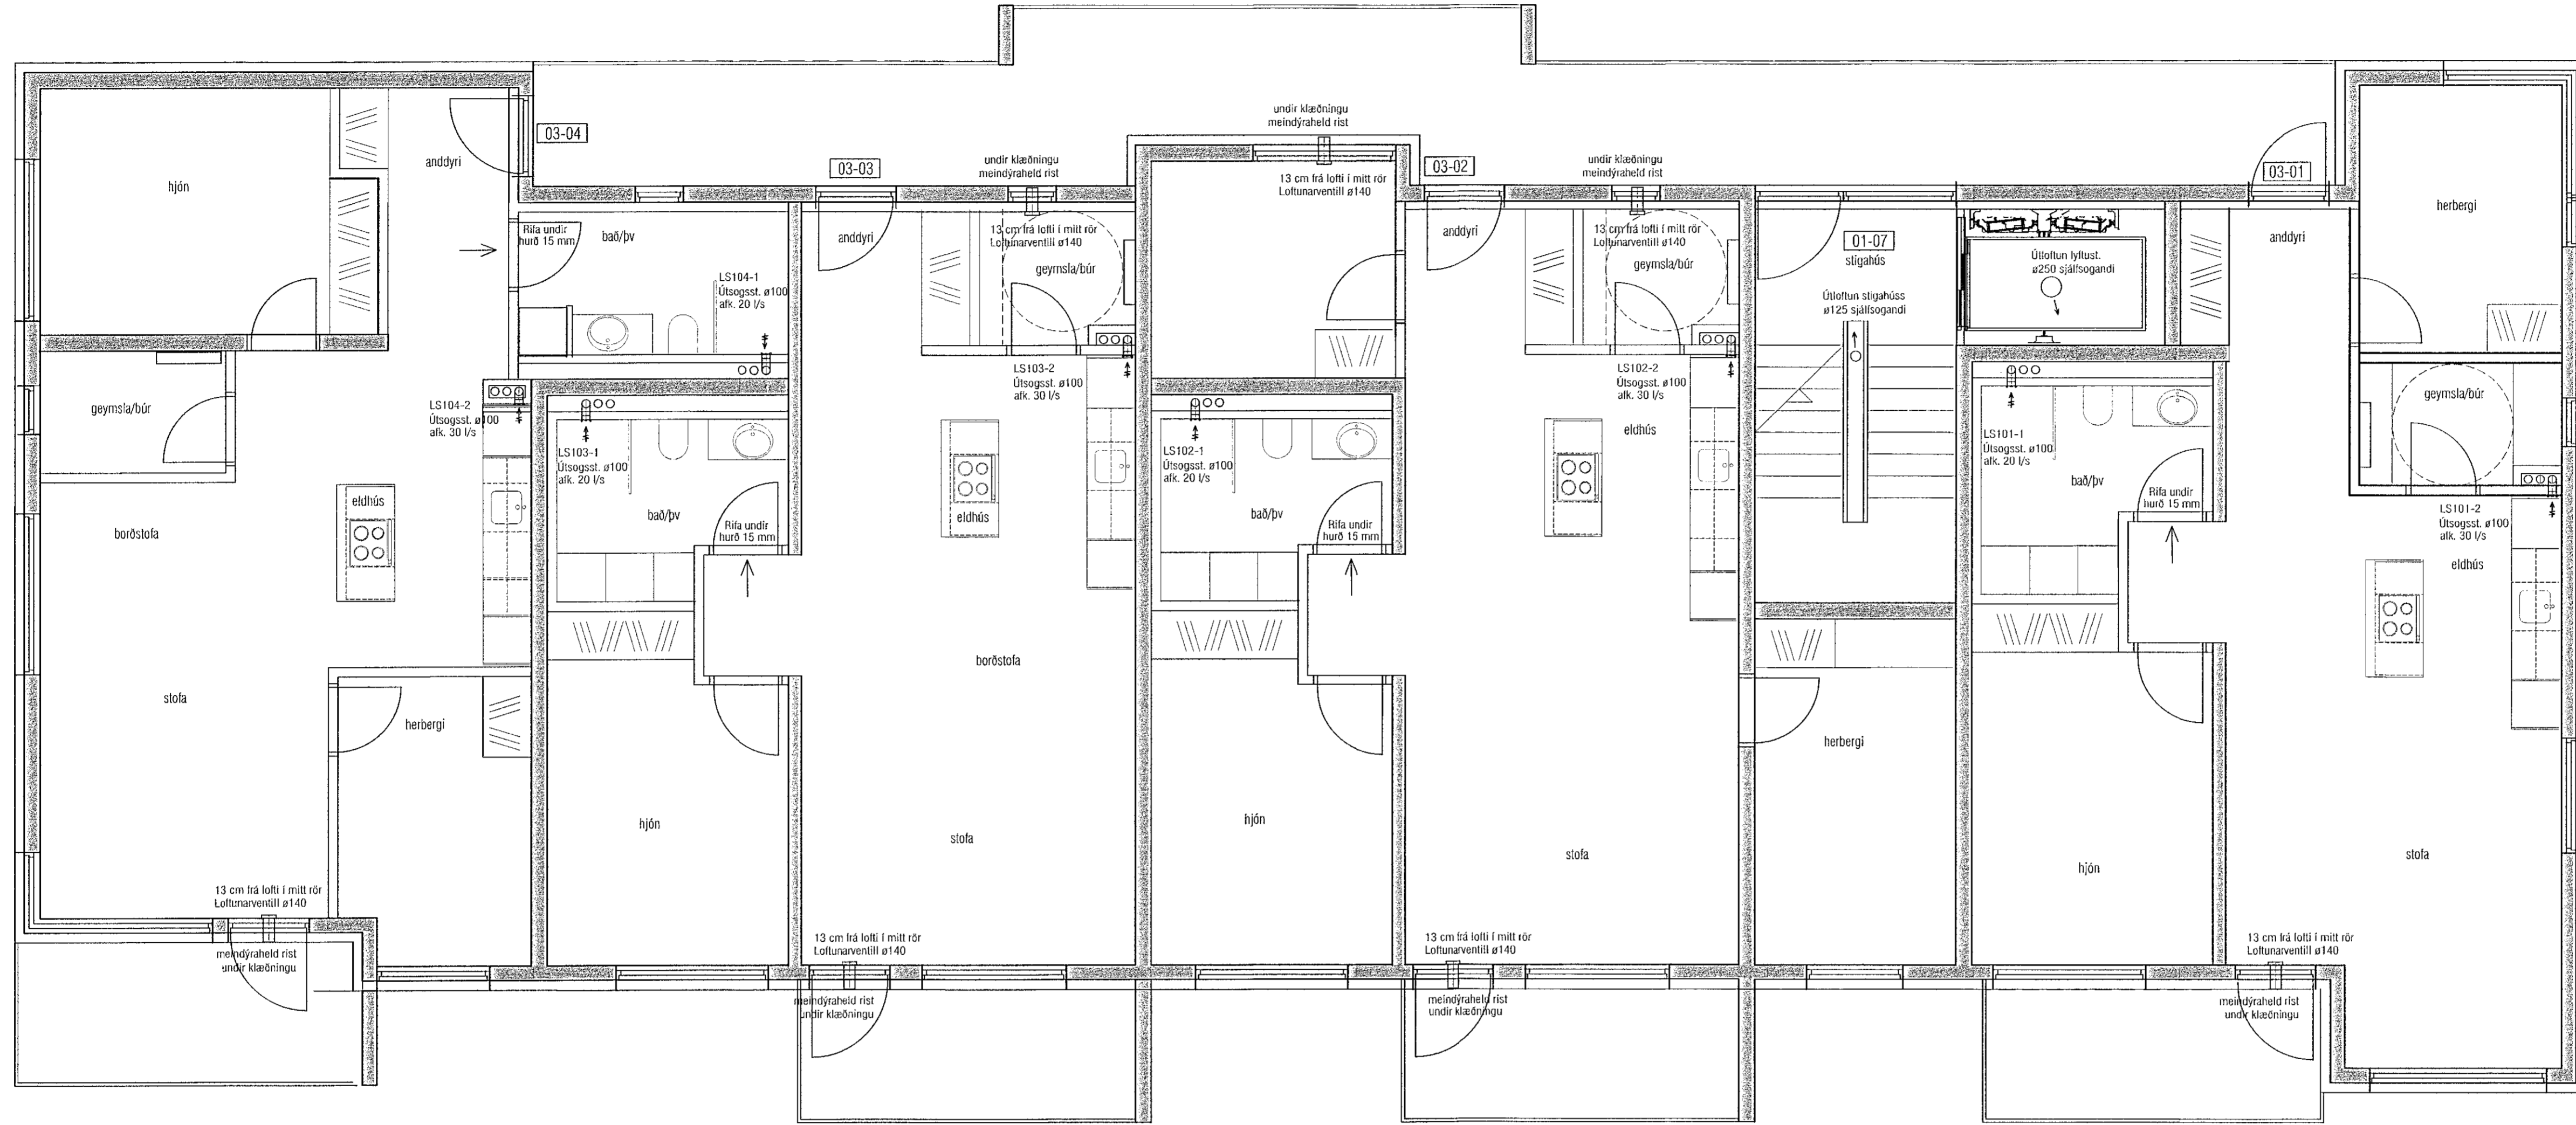 03-04
anddyri
hjón
Rifa undir
hurð 15 mm
bað/þv
LS104-1
Útsogsst. ø100
afk. 20 l/s
geymsla/búr
LS104-2
Útsogsst. ø100
afk. 30 l/s
eldhús
borðstofa
stofa
herbergi
13 cm frá lofti í mitt rör
Loftunarventill ø140
meindýraheld rist
undir klæðningu
03-03
undir klæðningu
meindýraheld rist
anddyri
13 cm frá lofti í mitt rör
Loftunarventill ø140
geymsla/búr
LS103-2
Útsogsst. ø100
afk. 30 l/s
LS103-1
Útsogsst. ø100
afk. 20 l/s
bað/þv
Rifa undir
hurð 15 mm
eldhús
borðstofa
hjón
stofa
13 cm frá lofti í mitt rör
Loftunarventill ø140
meindýraheld rist
undir klæðningu
undir klæðningu
meindýraheld rist
13 cm frá lofti í mitt rör
Loftunarventill ø140
03-02
undir klæðningu
meindýraheld rist
anddyri
13 cm frá lofti í mitt rör
Loftunarventill ø140
geymsla/búr
LS102-2
Útsogsst. ø100
afk. 30 l/s
eldhús
LS102-1
Útsogsst. ø100
afk. 20 l/s
bað/þv
Rifa undir
hurð 15 mm
hjón
stofa
herbergi
13 cm frá lofti í mitt rör
Loftunarventill ø140
meindýraheld rist
undir klæðningu
01-07
stigahús
Útloftun stigahúss
ø125 sjálfsogandi
Útloftun lyftust.
ø250 sjálfsogandi
03-01
anddyri
herbergi
geymsla/búr
LS101-1
Útsogsst. ø100
afk. 20 l/s
bað/þv
Rifa undir
hurð 15 mm
LS101-2
Útsogsst. ø100
afk. 30 l/s
eldhús
hjón
stofa
13 cm frá lofti í mitt rör
Loftunarventill ø140
meindýraheld rist
undir klæðningu